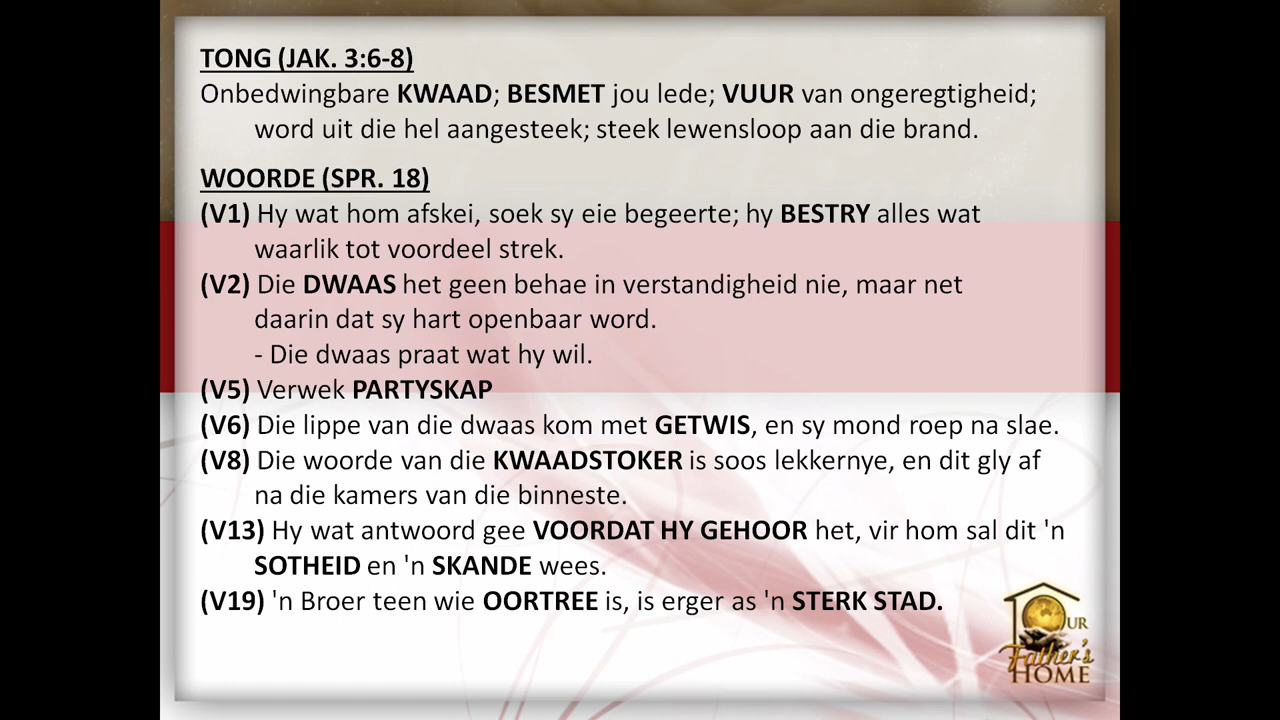 TONG (JAK. 3:6-8)
Onbedwingbare KWAAD; BESMET jou lede; VUUR van ongeregtigheid;
word uit die hel aangesteek; steek lewensloop aan die brand.
WOORDE (SPR. 18)
(V1) Hy wat hom afskei, soek sy eie begeerte; hy BESTRY alles wat
waarlik tot voordeel strek.
(V2) Die DWAAS het geen behae in verstandigheid nie, maar net
daarin dat sy hart openbaar word.
- Die dwaas praat wat hy wil.
(V5) Verwek PARTYSKAP
(V6) Die lippe van die dwaas kom met GETWIS, en sy mond roep na slae.
(V8) Die woorde van die KWAADSTOKER is soos lekkernye, en dit gly af
na die kamers van die binneste.
(V13) Hy wat antwoord gee VOORDAT HY GEHOOR het, vir hom sal dit 'n
SOTHEID en 'n SKANDE wees.
(V19) 'n Broer teen wie OORTREE is, is erger as 'n STERK STAD.
OUR
Father's
HOME